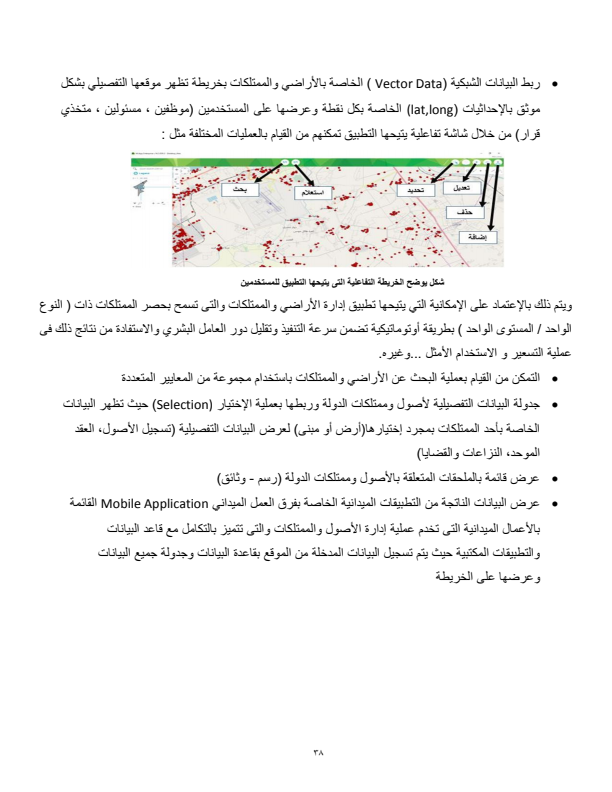 • ربط البيانات الشبكية (Vector Data ) الخاصة بالأراضي والممتلكات بخريطة تظهر موقعها التفصيلي بشكل
موثق بالإحداثيات (lat,long) الخاصة بكل نقطة وعرضها على المستخدمين (موظفين ، مسئولين ، متخذي
قرار) من خلال شاشة تفاعلية يتيحها التطبيق تمكنهم من القيام بالعمليات المختلفة مثل :
بحث
استعلام
تحديد
تعديل
حذف
إضافة
شكل يوضح الخريطة التفاعلية التى يتيحها التطبيق للمستخدمين
ويتم ذلك بالإعتماد على الإمكانية التي يتيحها تطبيق إدارة الأراضي والممتلكات والتى تسمح بحصر الممتلكات ذات ( النوع
الواحد / المستوى الواحد ) بطريقة أوتوماتيكية تضمن سرعة التنفيذ وتقليل دور العامل البشري والاستفادة من نتائج ذلك فى
عملية التسعير و الاستخدام الأمثل ...وغيره.
• التمكن من القيام بعملية البحث عن الأراضي والممتلكات باستخدام مجموعة من المعايير المتعددة
• جدولة البيانات التفصيلية لأصول وممتلكات الدولة وربطها بعملية الإختيار (Selection) حيث تظهر البيانات
الخاصة بأحد الممتلكات بمجرد إختيارها(أرض أو مبنى) لعرض البيانات التفصيلية (تسجيل الأصول، العقد
الموحد، النزاعات والقضايا)
• عرض قائمة بالملحقات المتعلقة بالأصول وممتلكات الدولة (رسم - وثائق)
• عرض البيانات الناتجة من التطبيقات الميدانية الخاصة بفرق العمل الميداني Mobile Application القائمة
بالأعمال الميدانية التى تخدم عملية إدارة الأصول والممتلكات والتى تتميز بالتكامل مع قاعد البيانات
والتطبيقات المكتبية حيث يتم تسجيل البيانات المدخلة من الموقع بقاعدة البيانات وجدولة جميع البيانات
وعرضها على الخريطة
٣٨